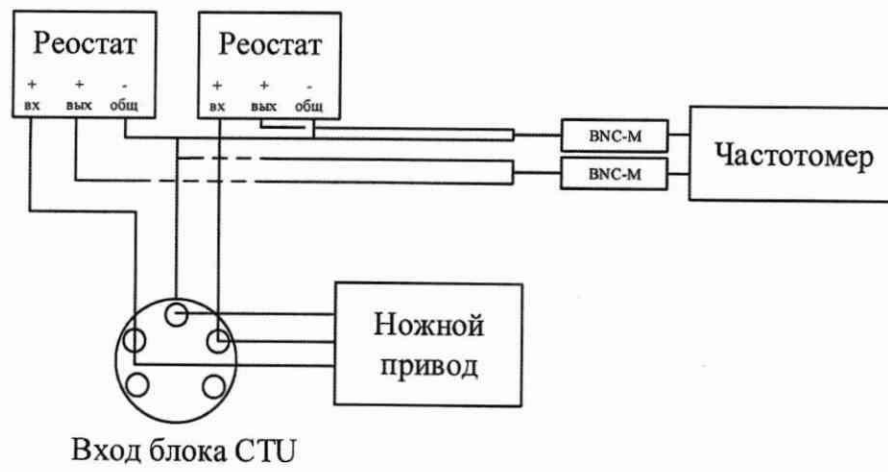 Реостат
+ + -
вх вых общ
Реостат
+ + -
вх вых общ
BNC-M
BNC-M
Частотомер
Ножной
привод
Вход блока CTU